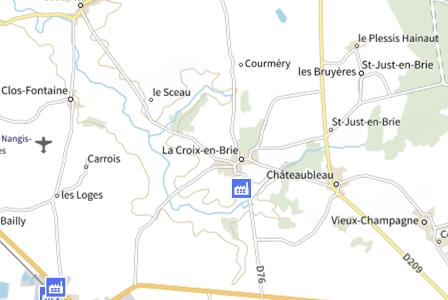 le Plessis Hainaut
Courméry
St-Just-en-Brie
les Bruyères
Clos-Fontaine
le Sceau
St-Just-en-Brie
Nangis-
La Croix-en-Brie
Carrois
Châteaubleau
les Loges
Bailly
Vieux-Champagne
D209
D76